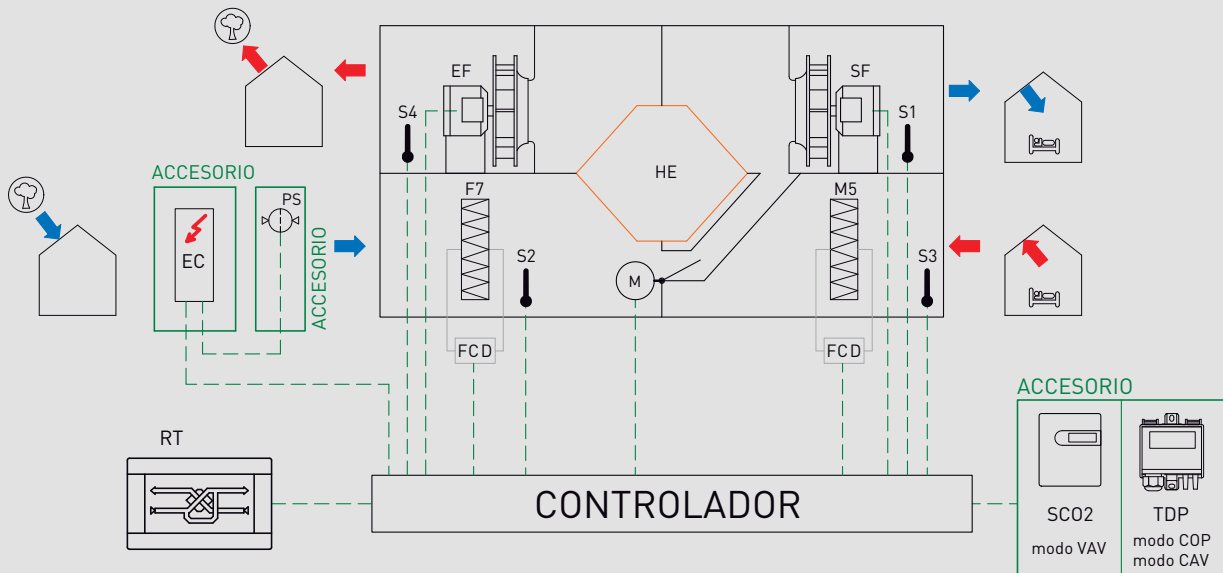 EF
SF
S4
S1
HE
ACCESORIO
PS
EC
ACCESORIO
F7
M5
S2
M
S3
FCD
FCD
RT
CONTROLADOR
ACCESORIO
SCO2
modo VAV
TDP
modo COP
modo CAV